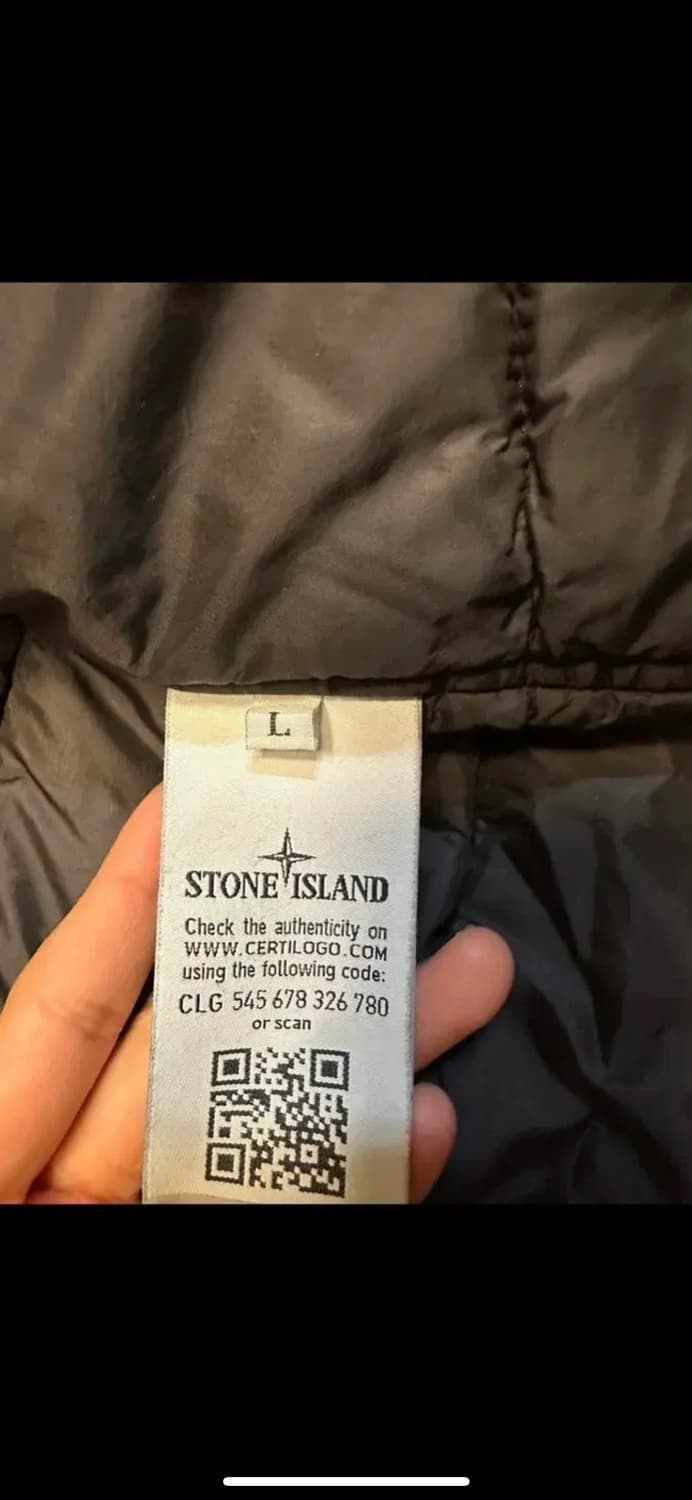 L
STONE ISLAND
Check the authenticity on
WWW.CERTILOGO.COM
using the following code:
CLG 545 678 326 780
or scan